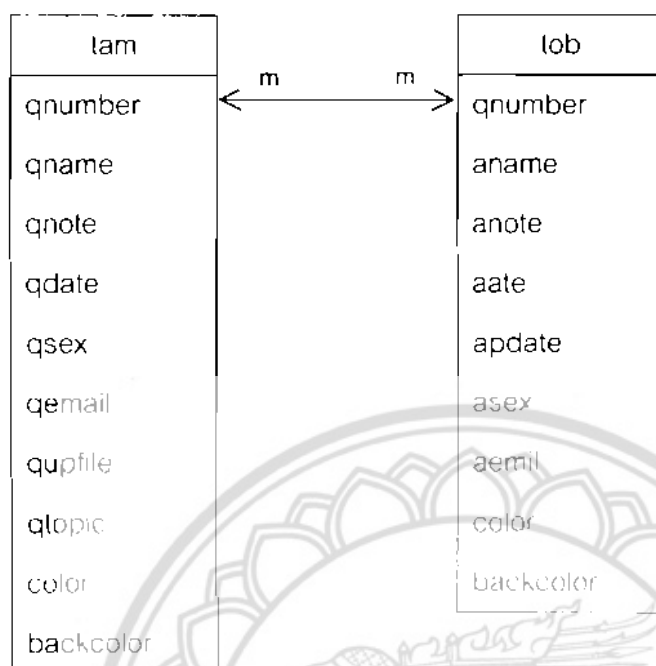 tam
qnumber
qname
qnote
qdate
qsex
qemail
qupfile
qtopic
color
backcolor
m m
tob
qnumber
aname
anote
aate
apdate
asex
aemil
color
backcolor